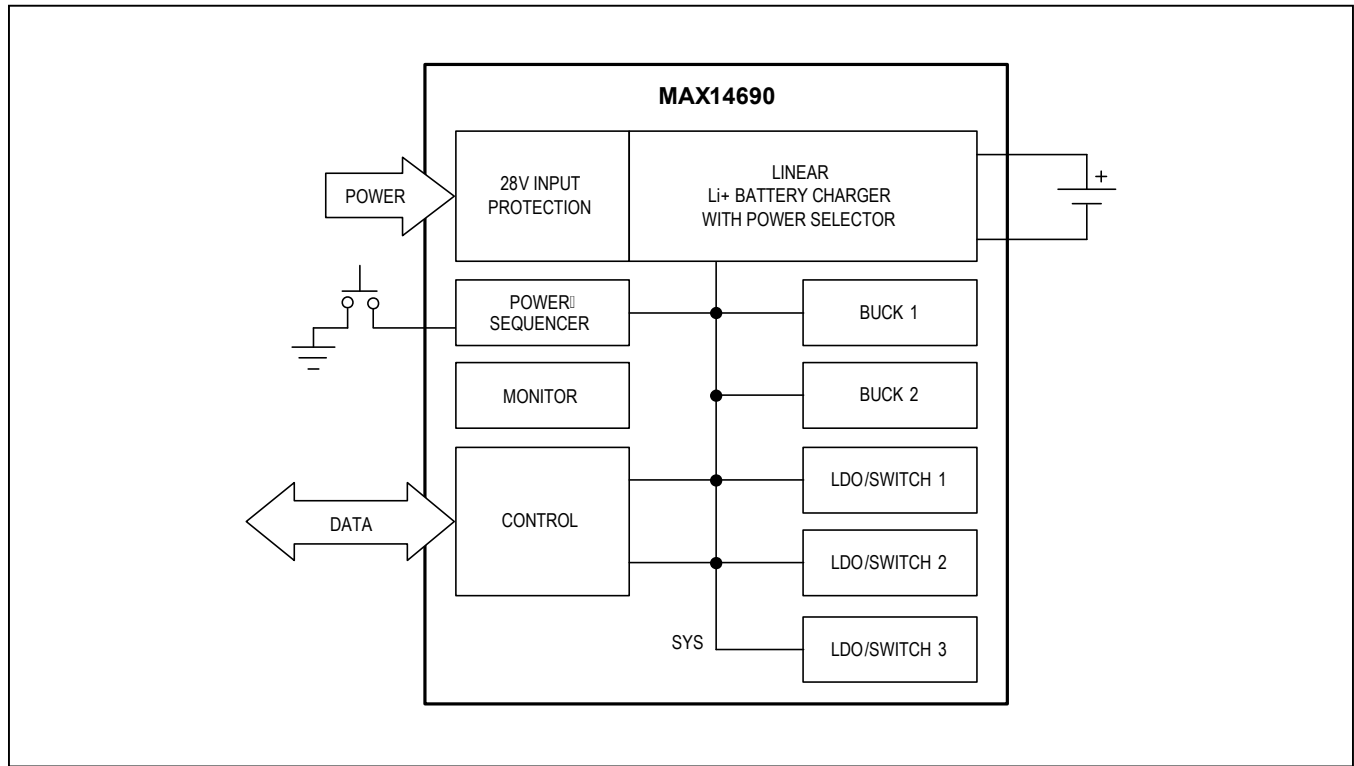 MAX14690
POWER
28V INPUT
PROTECTION
LINEAR
Li+ BATTERY CHARGER
WITH POWER SELECTOR
+
POWER▯
SEQUENCER
BUCK 1
MONITOR
BUCK 2
DATA
CONTROL
LDO/SWITCH 1
LDO/SWITCH 2
SYS
LDO/SWITCH 3